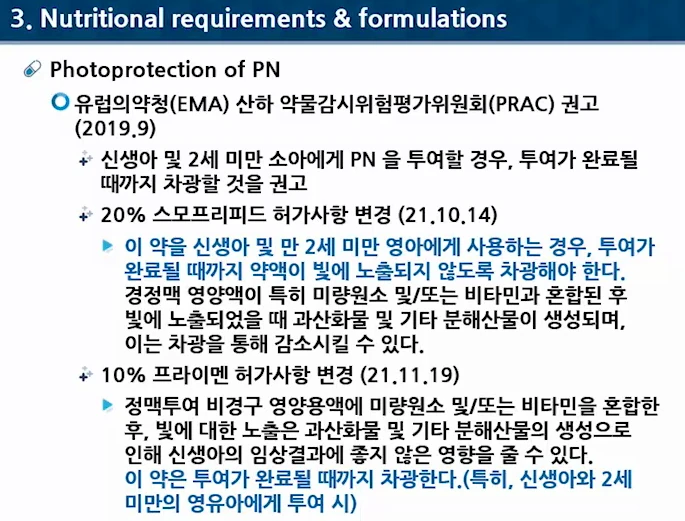 3. Nutritional requirements & formulations
Photoprotection of PN
유럽의약청(EMA) 산하 약물감시위험평가위원회(PRAC) 권고
(2019.9)
신생아 및 2세 미만 소아에게 PN 을 투여할 경우, 투여가 완료될
때까지 차광할 것을 권고
20% 스모프리피드 허가사항 변경 (21.10.14)
이 약을 신생아 및 만 2세 미만 영아에게 사용하는 경우, 투여가
완료될 때까지 약액이 빛에 노출되지 않도록 차광해야 한다.
경정맥 영양액이 특히 미량원소 및/또는 비타민과 혼합된 후
빛에 노출되었을 때 과산화물 및 기타 분해산물이 생성되며,
이는 차광을 통해 감소시킬 수 있다.
10% 프라이멘 허가사항 변경 (21.11.19)
정맥투여 비경구 영양용액에 미량원소 및/또는 비타민을 혼합한
후, 빛에 대한 노출은 과산화물 및 기타 분해산물의 생성으로
인해 신생아의 임상결과에 좋지 않은 영향을 줄 수 있다.
이 약은 투여가 완료될 때까지 차광한다.(특히, 신생아와 2세
미만의 영유아에게 투여 시)